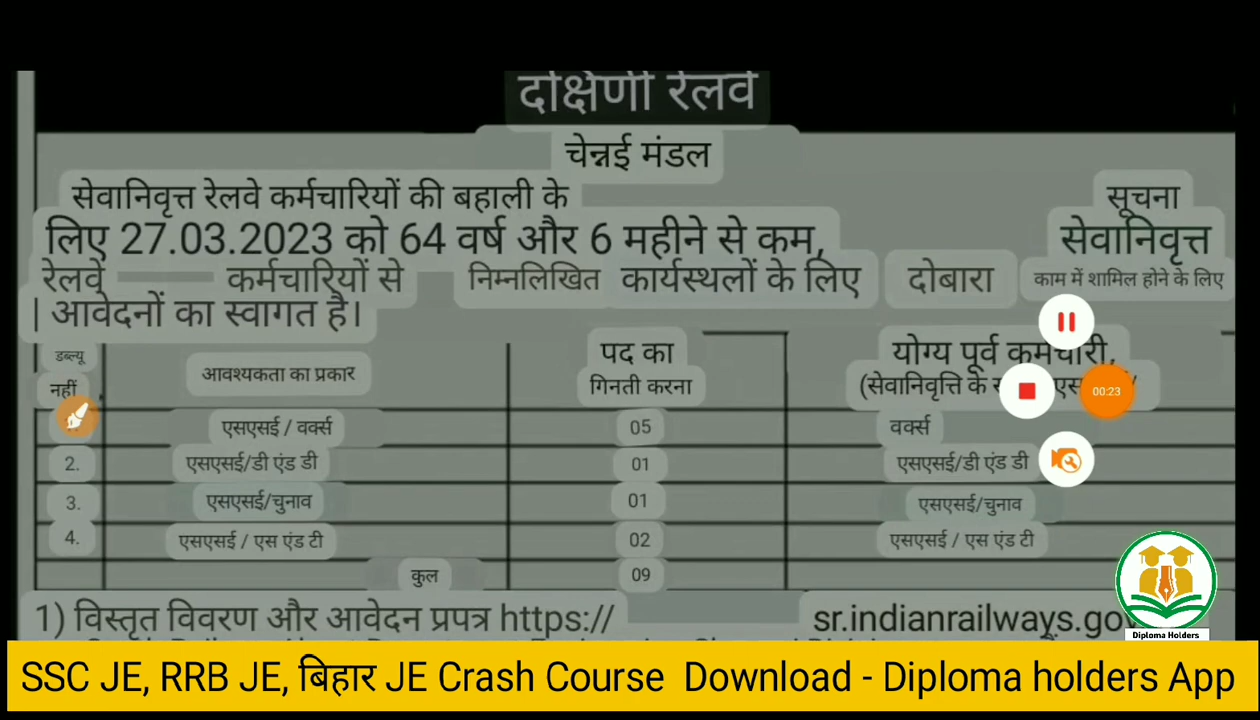 दक्षिणी रेलवे
चेन्नई मंडल
सेवानिवृत्त रेलवे कर्मचारियों की बहाली के सूचना
लिए 27.03.2023 को 64 वर्ष और 6 महीने से कम, सेवानिवृत्त
रेलवे कर्मचारियों से निम्नलिखित कार्यस्थलों के लिए दोबारा काम में शामिल होने के लिए
| आवेदनों का स्वागत है।
डब्ल्यू नहीं आवश्यकता का प्रकार पद का गिनती करना योग्य पूर्व कर्मचारी, (सेवानिवृत्ति के
एसएसई / वर्क्स 05 वर्क्स
2. एसएसई/डी एंड डी 01 एसएसई/डी एंड डी
3. एसएसई/चुनाव 01 एसएसई/चुनाव
4. एसएसई / एस एंड टी 02 एसएसई / एस एंड टी
कुल 09
1) विस्तृत विवरण और आवेदन प्रपत्र https:// sr.indianrailways.gov
00:23
Diploma Holders
SSC JE, RRB JE, बिहार JE Crash Course Download - Diploma holders App